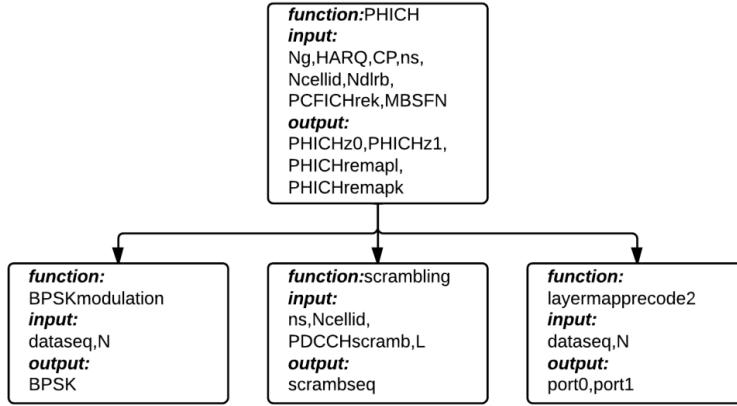 function:PHICH
input:
Ng,HARQ,CP,ns,
Ncellid,Ndlrb,
PCFICHrek,MBSFN
output:
PHICHz0,PHICHz1,
PHICHremapl,
PHICHremapk
function:
BPSKmodulation
input:
dataseq,N
output:
BPSK
function:scrambling
input:
ns,Ncellid,
PDCCHscramb,L
output:
scrambseq
function:
layermapprecode2
input:
dataseq,N
output:
port0,port1